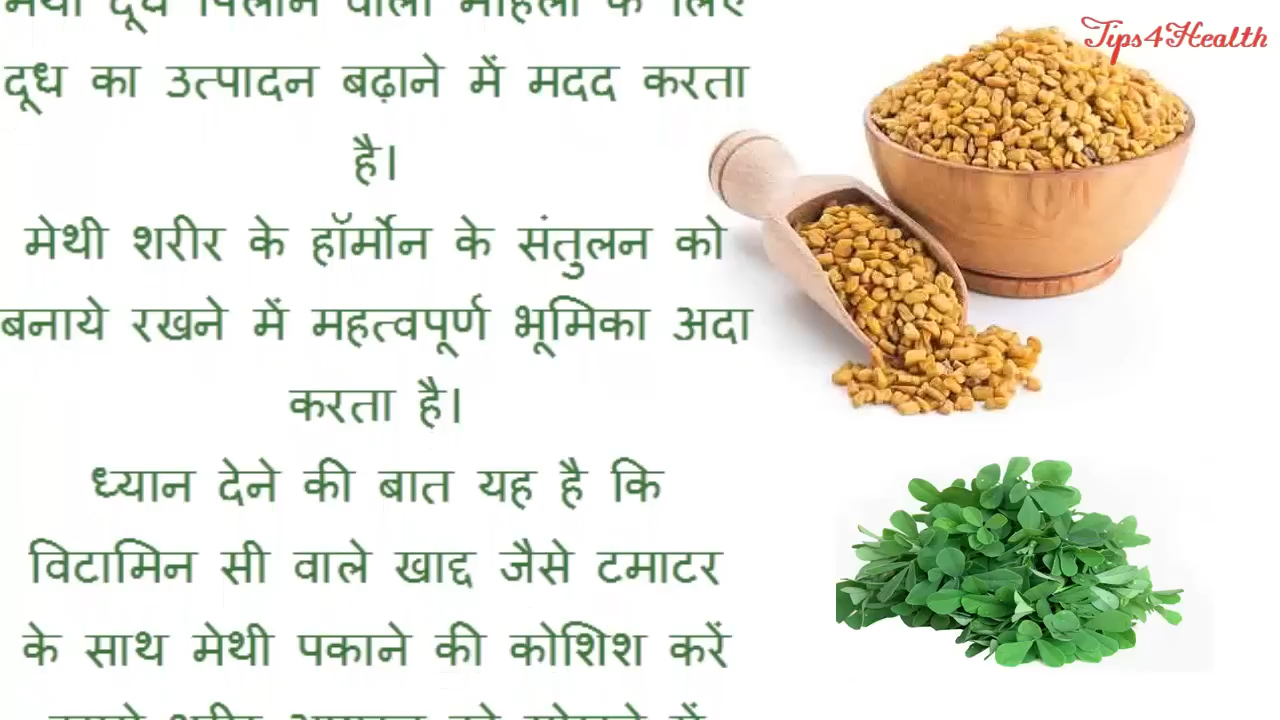 मेथी दूध पिलाने वाली महिला के लिए
दूध का उत्पादन बढ़ाने में मदद करता
है।
मेथी शरीर के हॉर्मोन के संतुलन को
बनाये रखने में महत्वपूर्ण भूमिका अदा
करता है।
ध्यान देने की बात यह है कि
विटामिन सी वाले खाद्द जैसे टमाटर
के साथ मेथी पकाने की कोशिश करें
Tips4Health